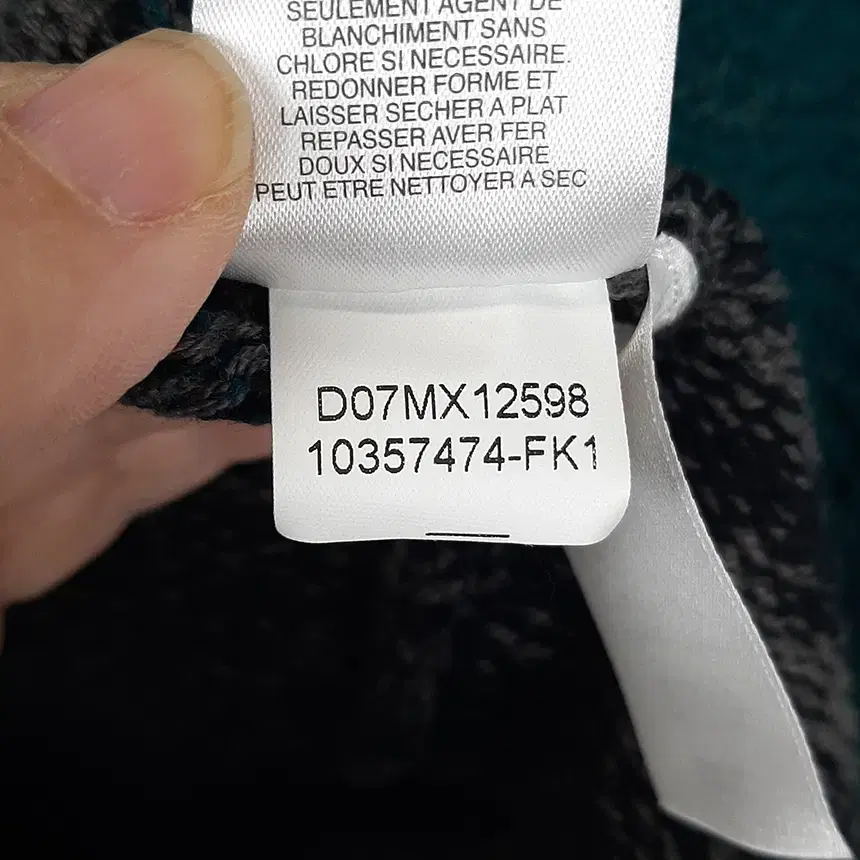 SEULEMENT AGENT DE
BLANCHIMENT SANS
CHLORE SI NECESSAIRE.
REDONNER FORME ET
LAISSER SECHER A PLAT
REPASSER AVER FER
DOUX SI NECESSAIRE
PEUT ETRE NETTOYER A SEC
D07MX12598
10357474-FK1